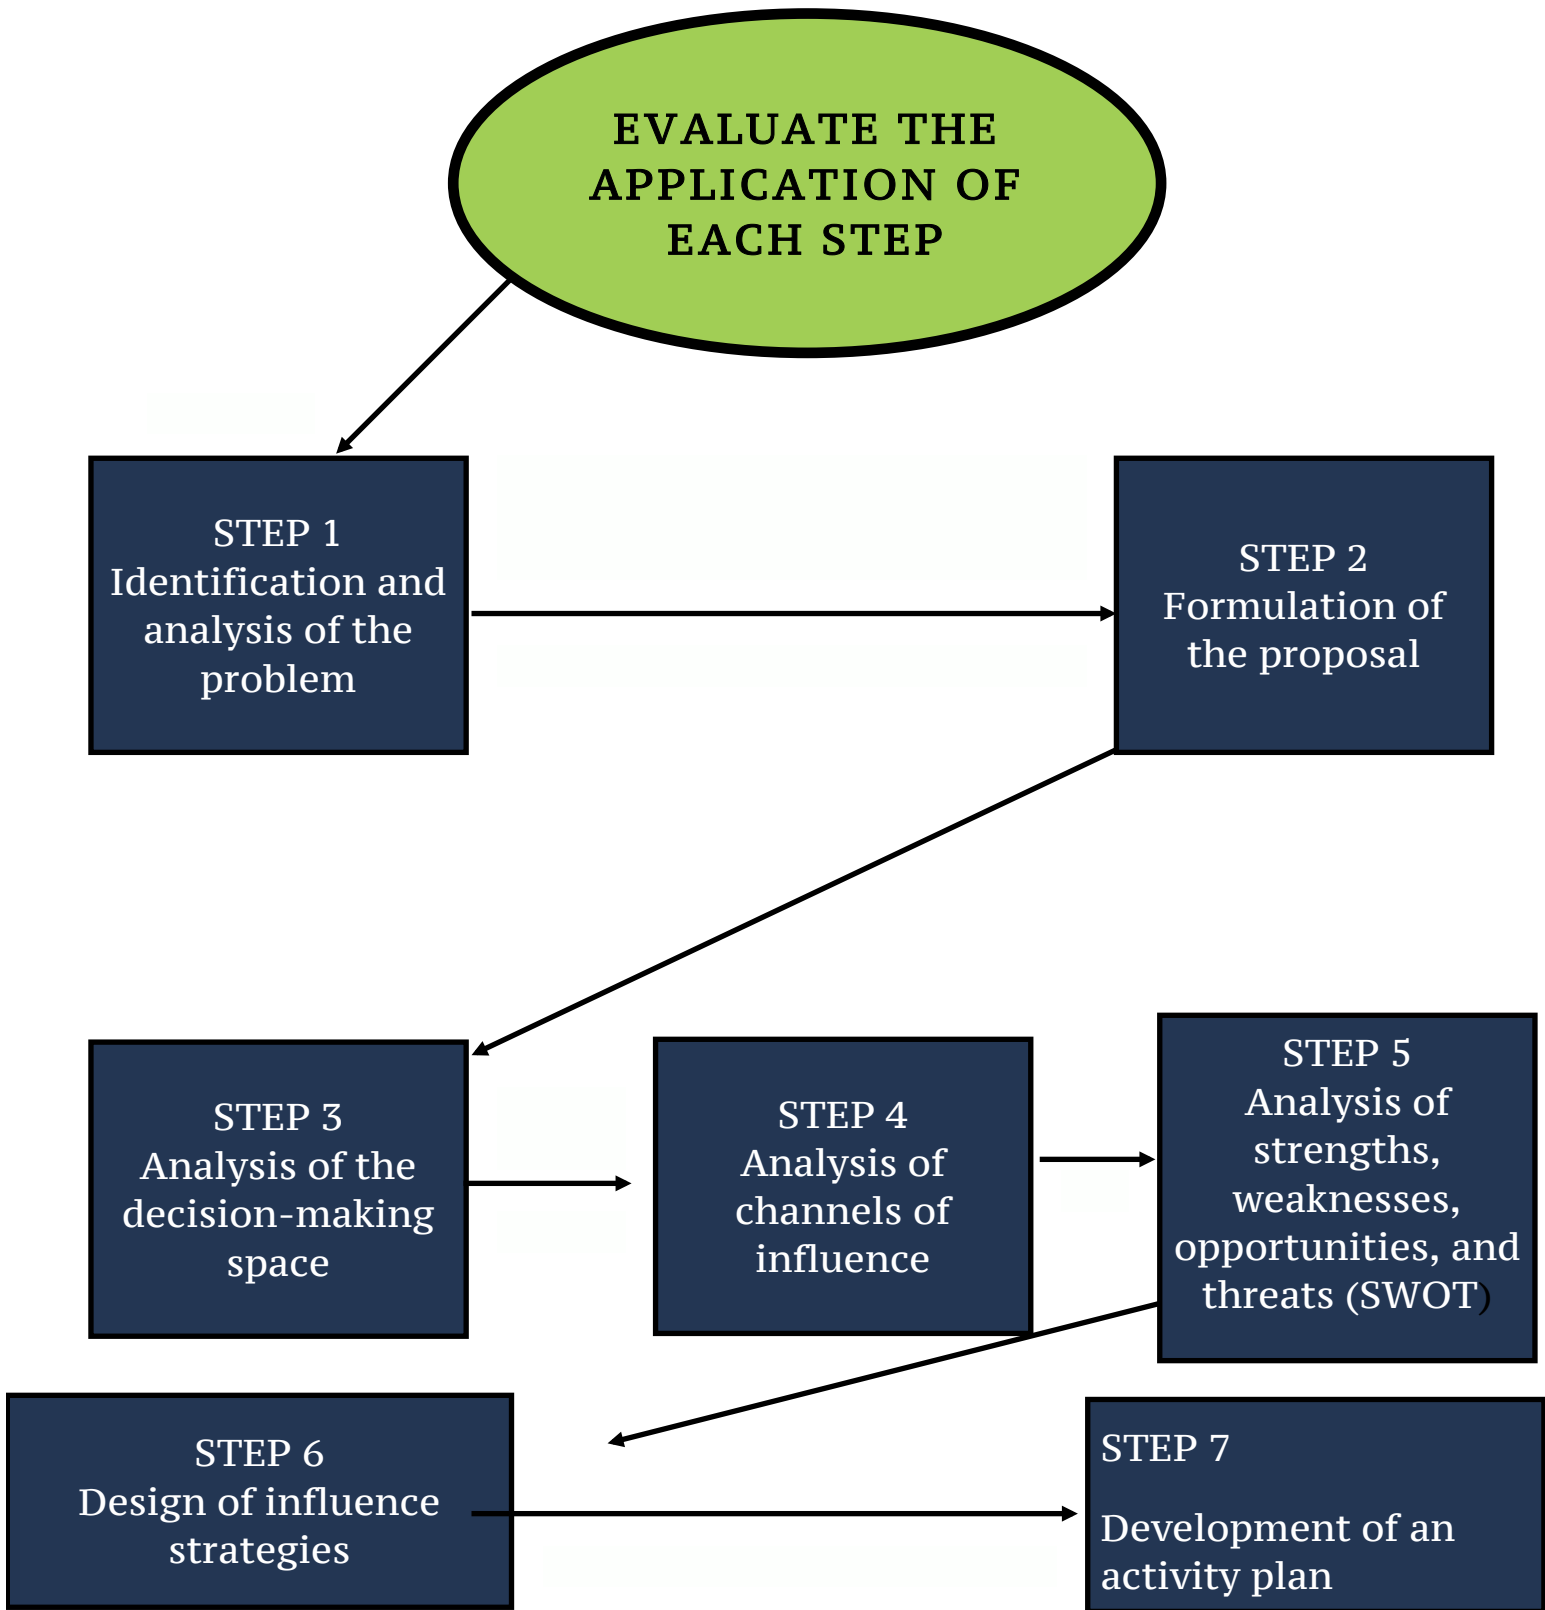 EVALUATE THE
APPLICATION OF
EACH STEP
STEP 1
Identification and
analysis of the
problem
STEP 2
Formulation of
the proposal
STEP 3
Analysis of the
decision-making
space
STEP 4
Analysis of
channels of
influence
STEP 5
Analysis of
strengths,
weaknesses,
opportunities, and
threats (SWOT)
STEP 6
Design of influence
strategies
STEP 7
Development of an
activity plan